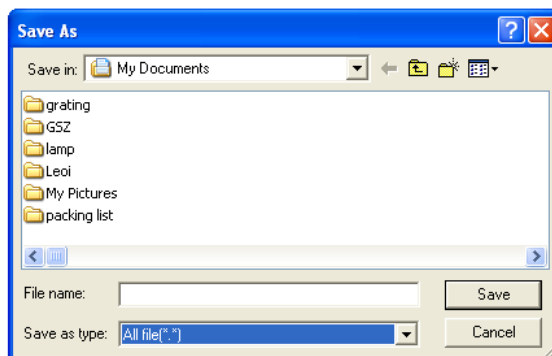 Save As
Save in: My Documents
grating
GSZ
lamp
Leoi
My Pictures
packing list
File name: Save
Save as type: All file(*.*) Cancel